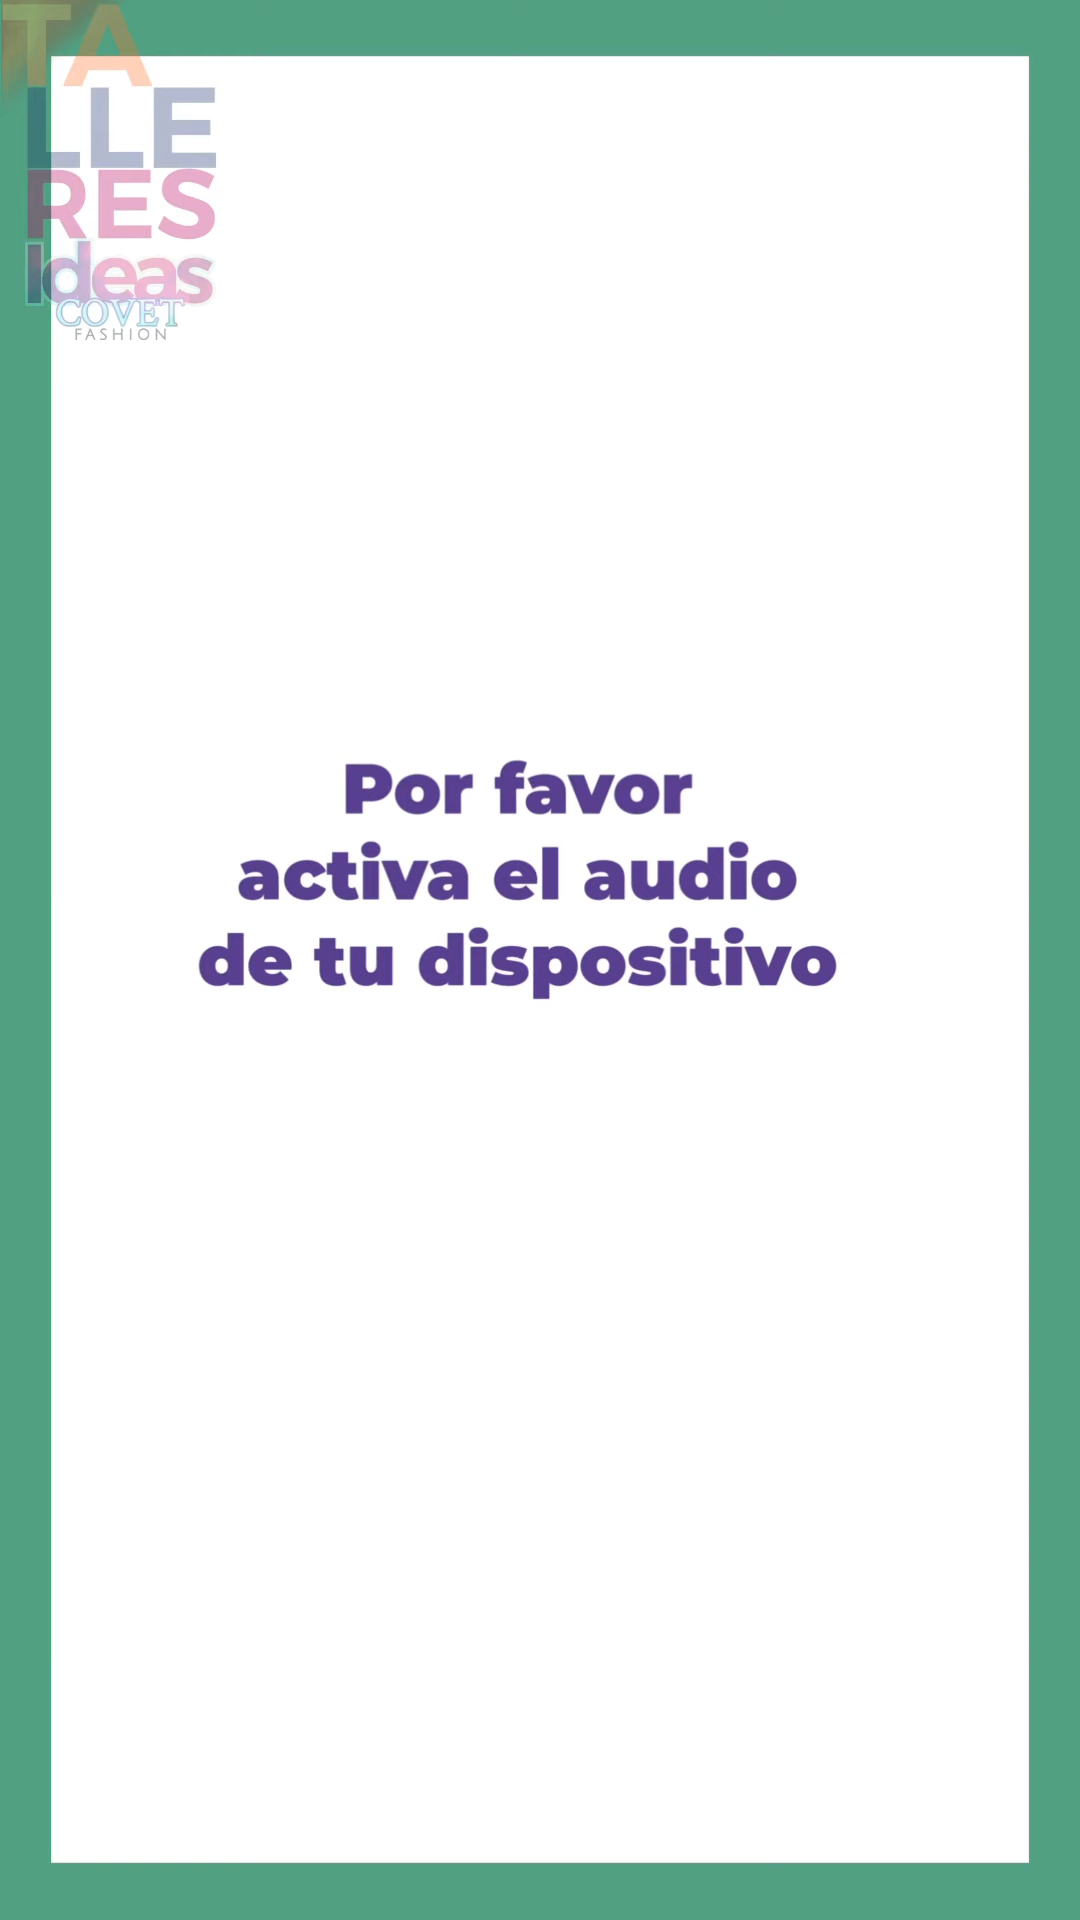 TA
LLE
RES
Ideas
COVET
FASHION
Por favor
activa el audio
de tu dispositivo